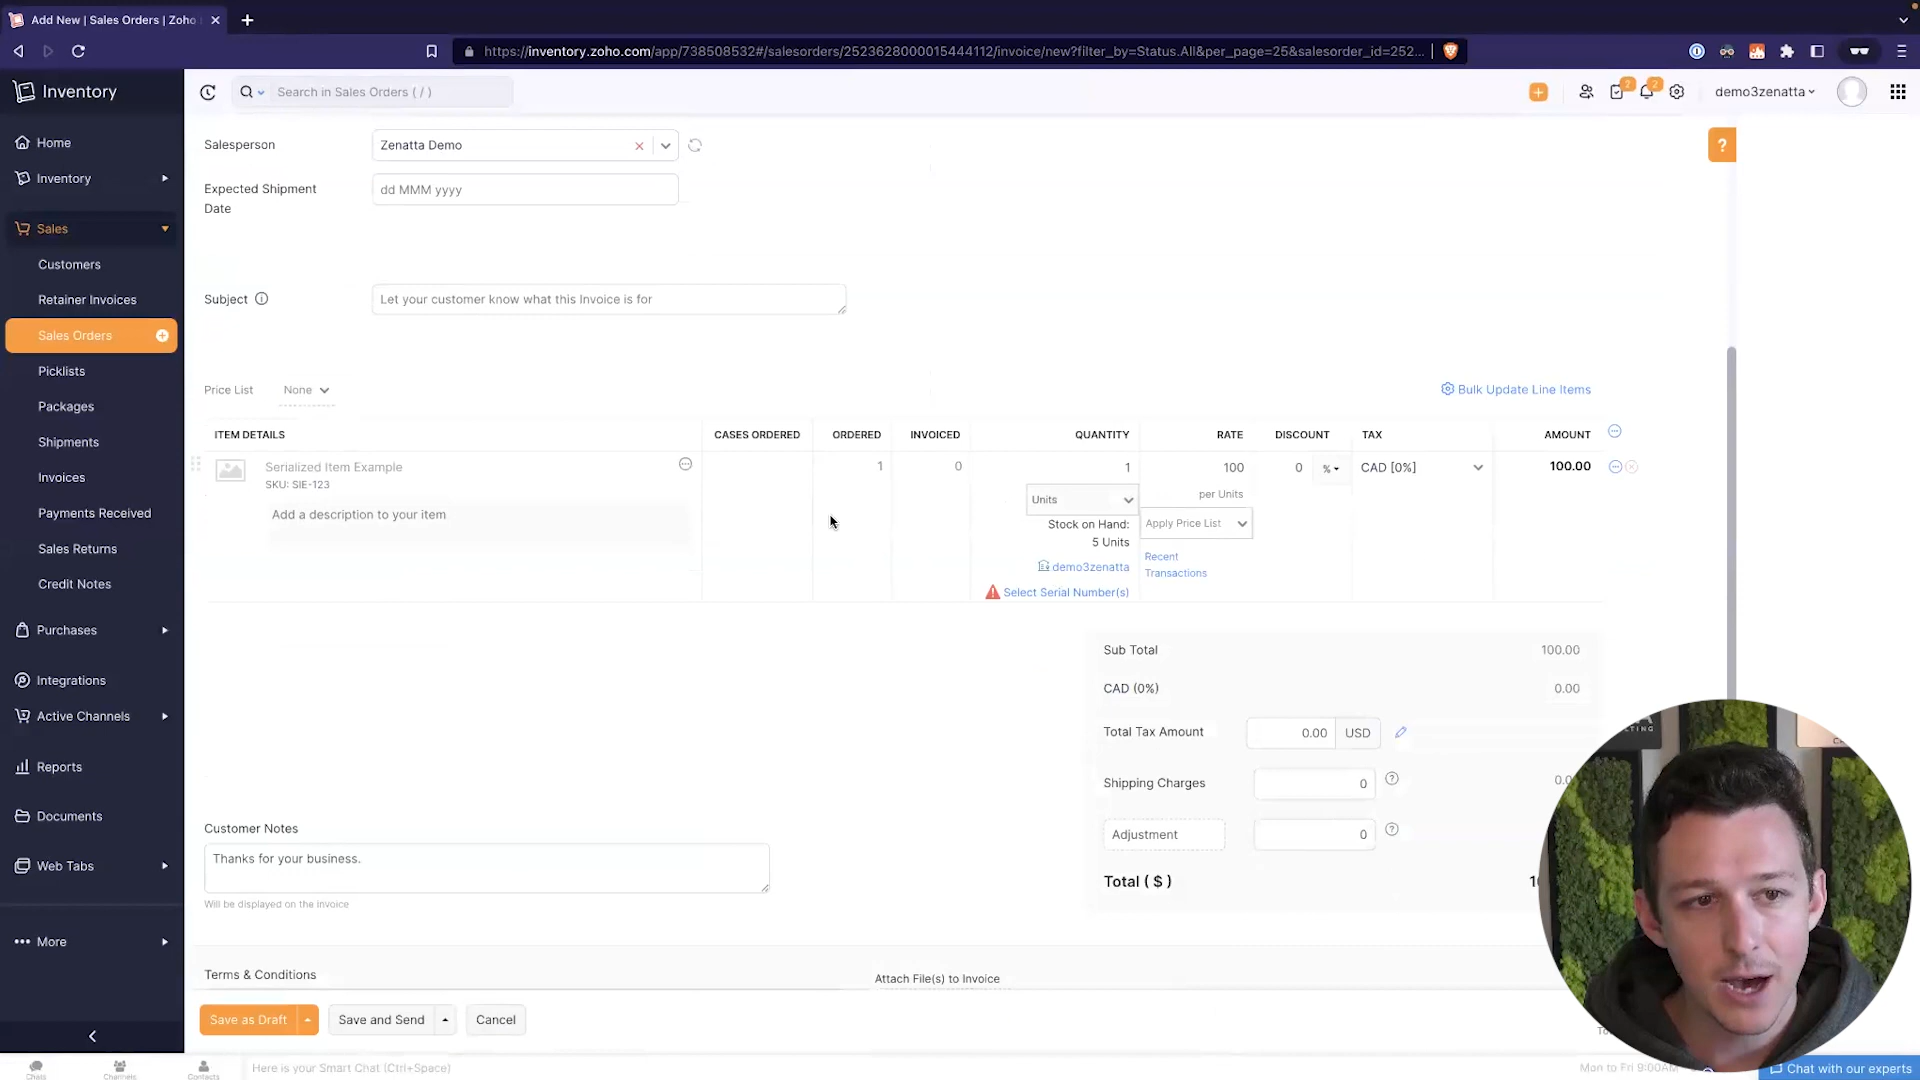 Add New | Sales Orders | Zoho
https://inventory.zoho.com/app/738508532#/salesorders/2523628000015444112/invoice/new?filter_by=Status.All&per_page=25&salesorder_id=252...
Inventory
Search in Sales Orders ( / )
2
2
demo3zenatta
Home
Inventory
Sales
Customers
Retainer Invoices
Sales Orders
Picklists
Packages
Shipments
Invoices
Payments Received
Sales Returns
Credit Notes
Purchases
Integrations
Active Channels
Reports
Documents
Web Tabs
More
Salesperson
Zenatta Demo
?
Expected Shipment
Date
dd MMM yyyy
Subject
Let your customer know what this Invoice is for
Price List
None
Bulk Update Line Items
ITEM DETAILS CASES ORDERED ORDERED INVOICED QUANTITY RATE DISCOUNT TAX AMOUNT
Serialized Item Example 1 0 1 100 0 % CAD [0%] 100.00
SKU: SIE-123
Add a description to your item
Units
per Units
Stock on Hand:
5 Units
Apply Price List
demo3zenatta
Recent
Transactions
Select Serial Number(s)
Sub Total 100.00
CAD (0%) 0.00
Total Tax Amount 0.00 USD
Shipping Charges 0
Adjustment 0
Total ( $ )
Customer Notes
Thanks for your business.
Will be displayed on the invoice
Terms & Conditions
Attach File(s) to Invoice
Save as Draft
Save and Send
Cancel
Chats
Channels
Contacts
Here is your Smart Chat (Ctrl+Space)
Mon to Fri 9:00AM
Chat with our experts